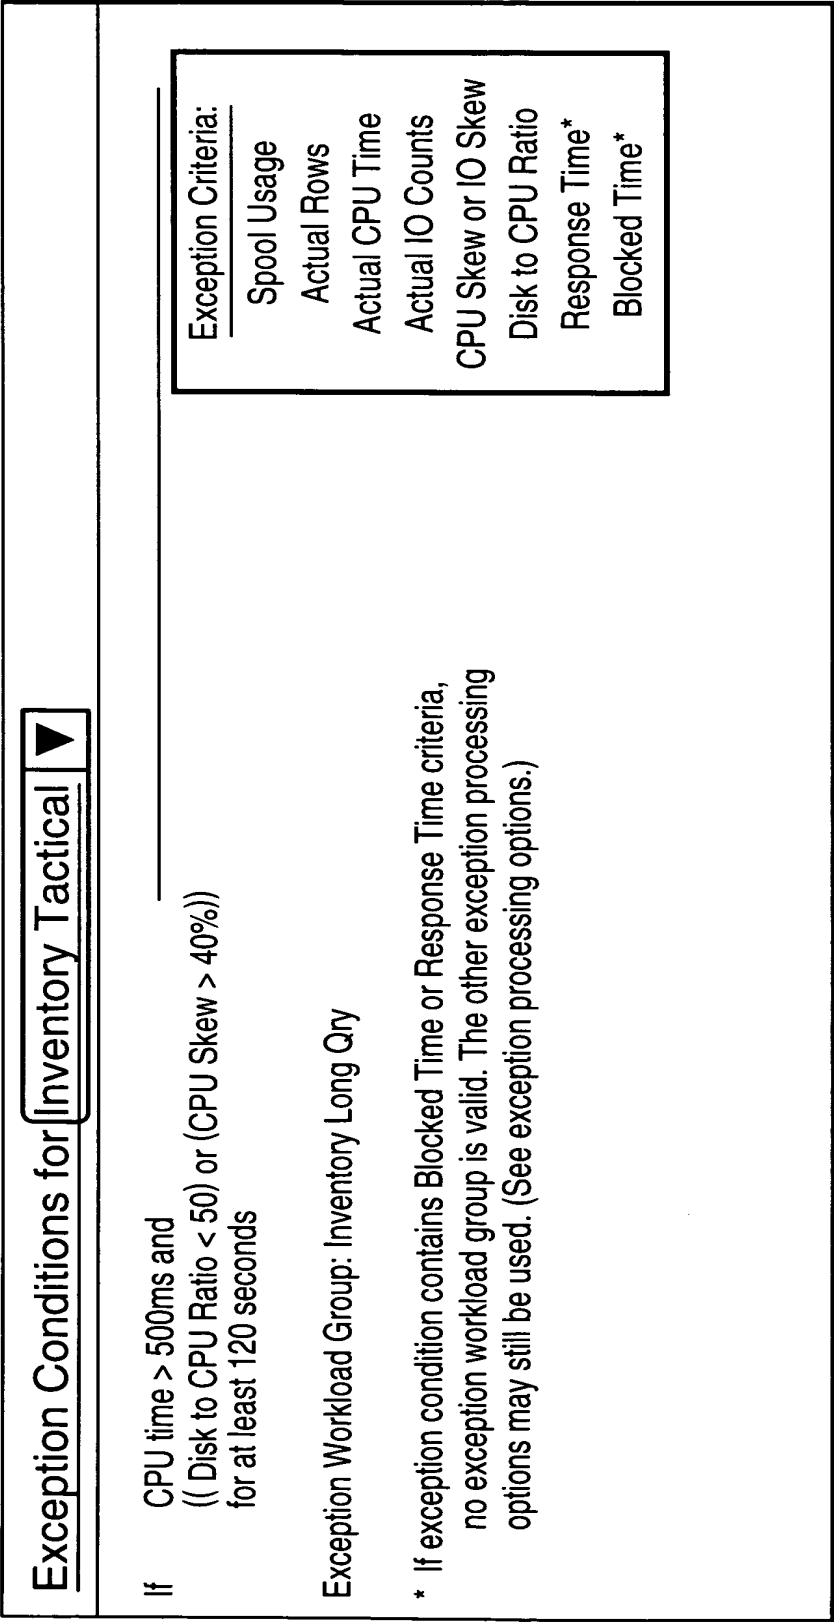 Exception Conditions for Inventory Tactical ▼
If CPU time > 500ms and
(( Disk to CPU Ratio < 50) or (CPU Skew > 40%))
for at least 120 seconds
Exception Workload Group: Inventory Long Qry
* If exception condition contains Blocked Time or Response Time criteria,
no exception workload group is valid. The other exception processing
options may still be used. (See exception processing options.)
Exception Criteria:
Spool Usage
Actual Rows
Actual CPU Time
Actual IO Counts
CPU Skew or IO Skew
Disk to CPU Ratio
Response Time*
Blocked Time*